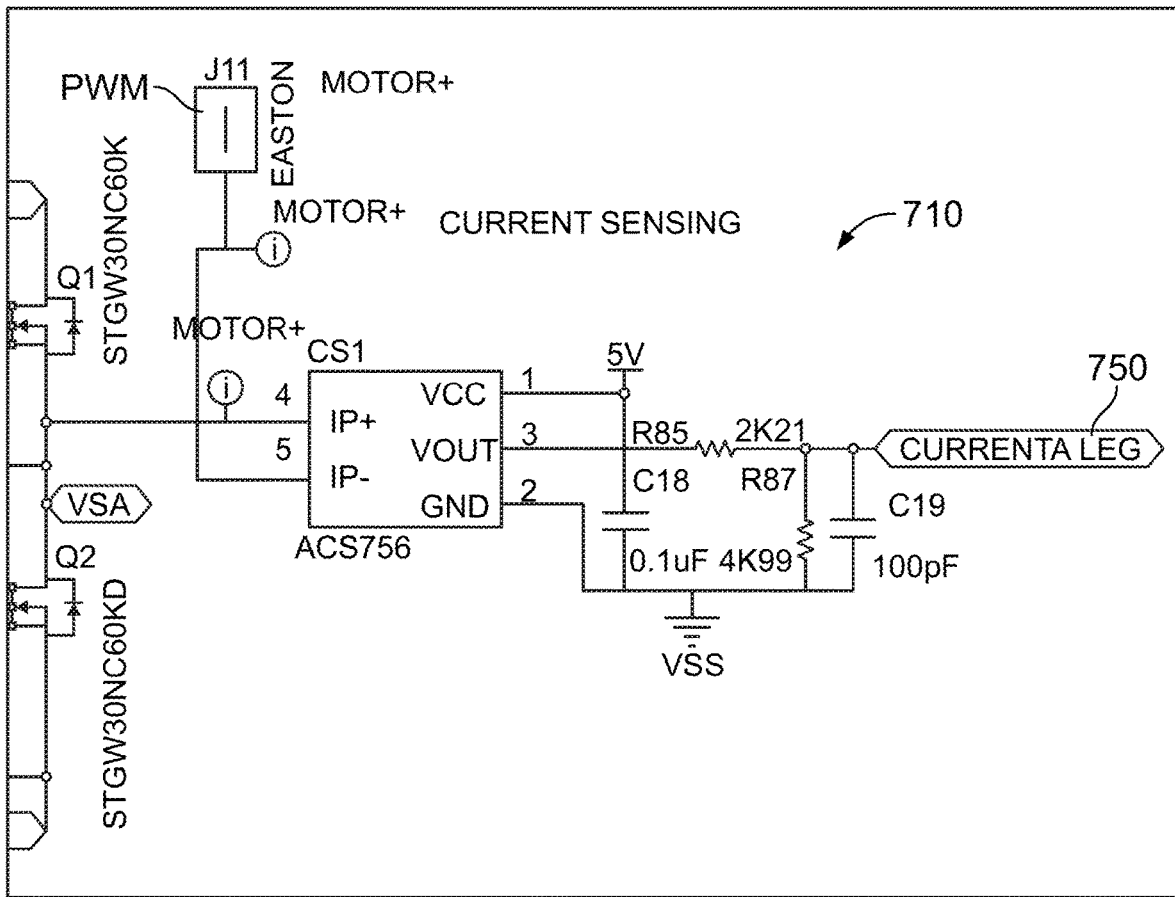 J11
PWM
EASTON
MOTOR+
STGW30NC60K
MOTOR+
CURRENT SENSING
710
Q1
MOTOR+
CS1
5V
750
i
i
4
IP+
VCC
1
5
IP-
VOUT
3
R85
2K21
CURRENTA LEG
C18
R87
GND
2
C19
VSA
ACS756
0.1uF
4K99
100pF
Q2
VSS
STGW30NC60KD